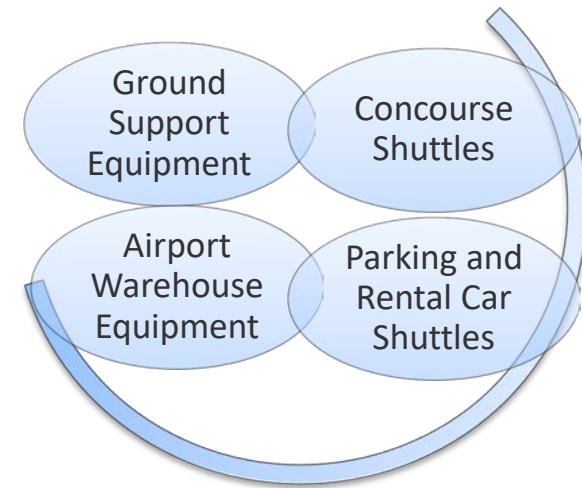 Ground
Support
Equipment
Concourse
Shuttles
Airport
Warehouse
Equipment
Parking and
Rental Car
Shuttles